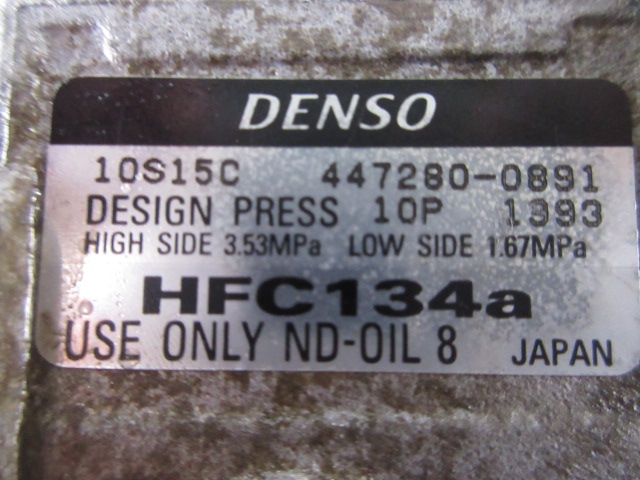 DENSO
10S15C 447280-0891
DESIGN PRESS 10P 1393
HIGH SIDE 3.53MPa LOW SIDE 1.67MPa
HFC134a
USE ONLY ND-OIL 8 JAPAN